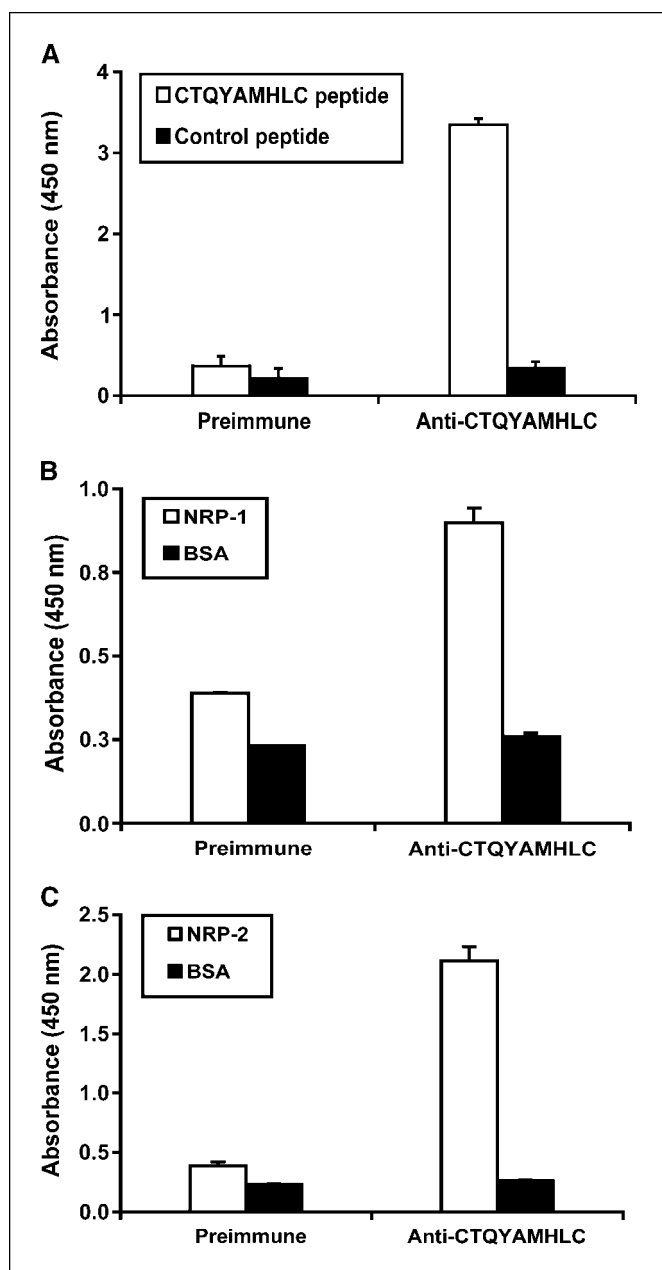 A
4
3
2
1
0
Absorbance (450 nm)
CTQYAMHLC peptide
Control peptide
Preimmune Anti-CTQYAMHLC
B
1.0
0.8
0.5
0.3
0.0
Absorbance (450 nm)
NRP-1
BSA
Preimmune Anti-CTQYAMHLC
C
2.5
2.0
1.5
1.0
0.5
0.0
Absorbance (450 nm)
NRP-2
BSA
Preimmune Anti-CTQYAMHLC